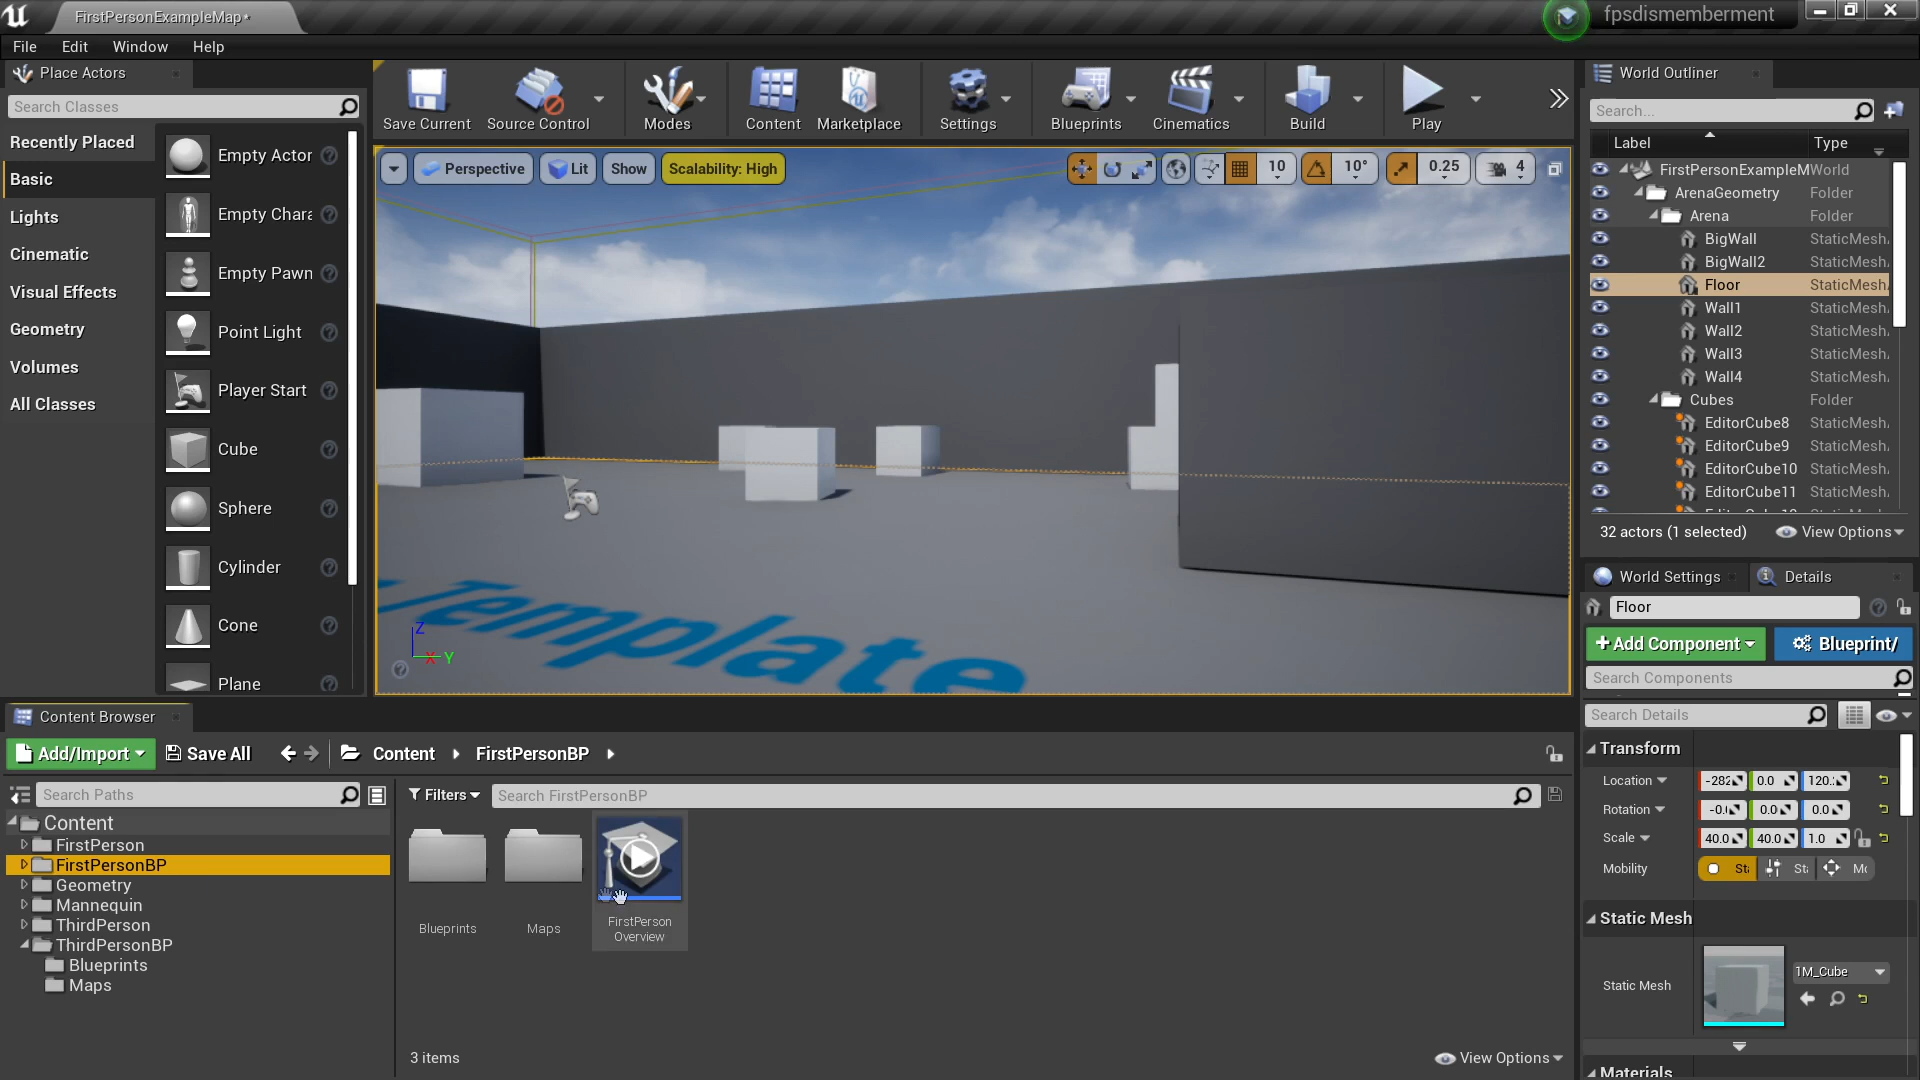 FirstPersonExampleMap*
fpsdismemberment
File Edit Window Help
Place Actors
Search Classes
Recently Placed
Basic
Lights
Cinematic
Visual Effects
Geometry
Volumes
All Classes
Empty Actor
Empty Chara
Empty Pawn
Point Light
Player Start
Cube
Sphere
Cylinder
Cone
Plane
Save Current
Source Control
Modes
Content
Marketplace
Settings
Blueprints
Cinematics
Build
Play
Perspective
Lit
Show
Scalability: High
10
10°
0.25
4
Template
Z
X
Y
World Outliner
Search...
Label Type
FirstPersonExampleM World
ArenaGeometry Folder
Arena Folder
BigWall StaticMesh
BigWall2 StaticMesh
Floor StaticMesh
Wall1 StaticMesh
Wall2 StaticMesh
Wall3 StaticMesh
Wall4 StaticMesh
Cubes Folder
EditorCube8 StaticMesh
EditorCube9 StaticMesh
EditorCube10 StaticMesh
EditorCube11 StaticMesh
32 actors (1 selected)
View Options
World Settings
Details
Floor
+Add Component
Blueprint/
Search Components
Search Details
Transform
Location -282 0.0 120.
Rotation -0. 0.0 0.0
Scale 40.0 40.0 1.0
Mobility St St Mo
Static Mesh
Static Mesh
1M_Cube
Materials
Content Browser
Add/Import
Save All
Content
FirstPersonBP
Search Paths
Filters
Search FirstPersonBP
Content
FirstPerson
FirstPersonBP
Geometry
Mannequin
ThirdPerson
ThirdPersonBP
Blueprints
Maps
Blueprints
Maps
FirstPerson
Overview
3 items
View Options